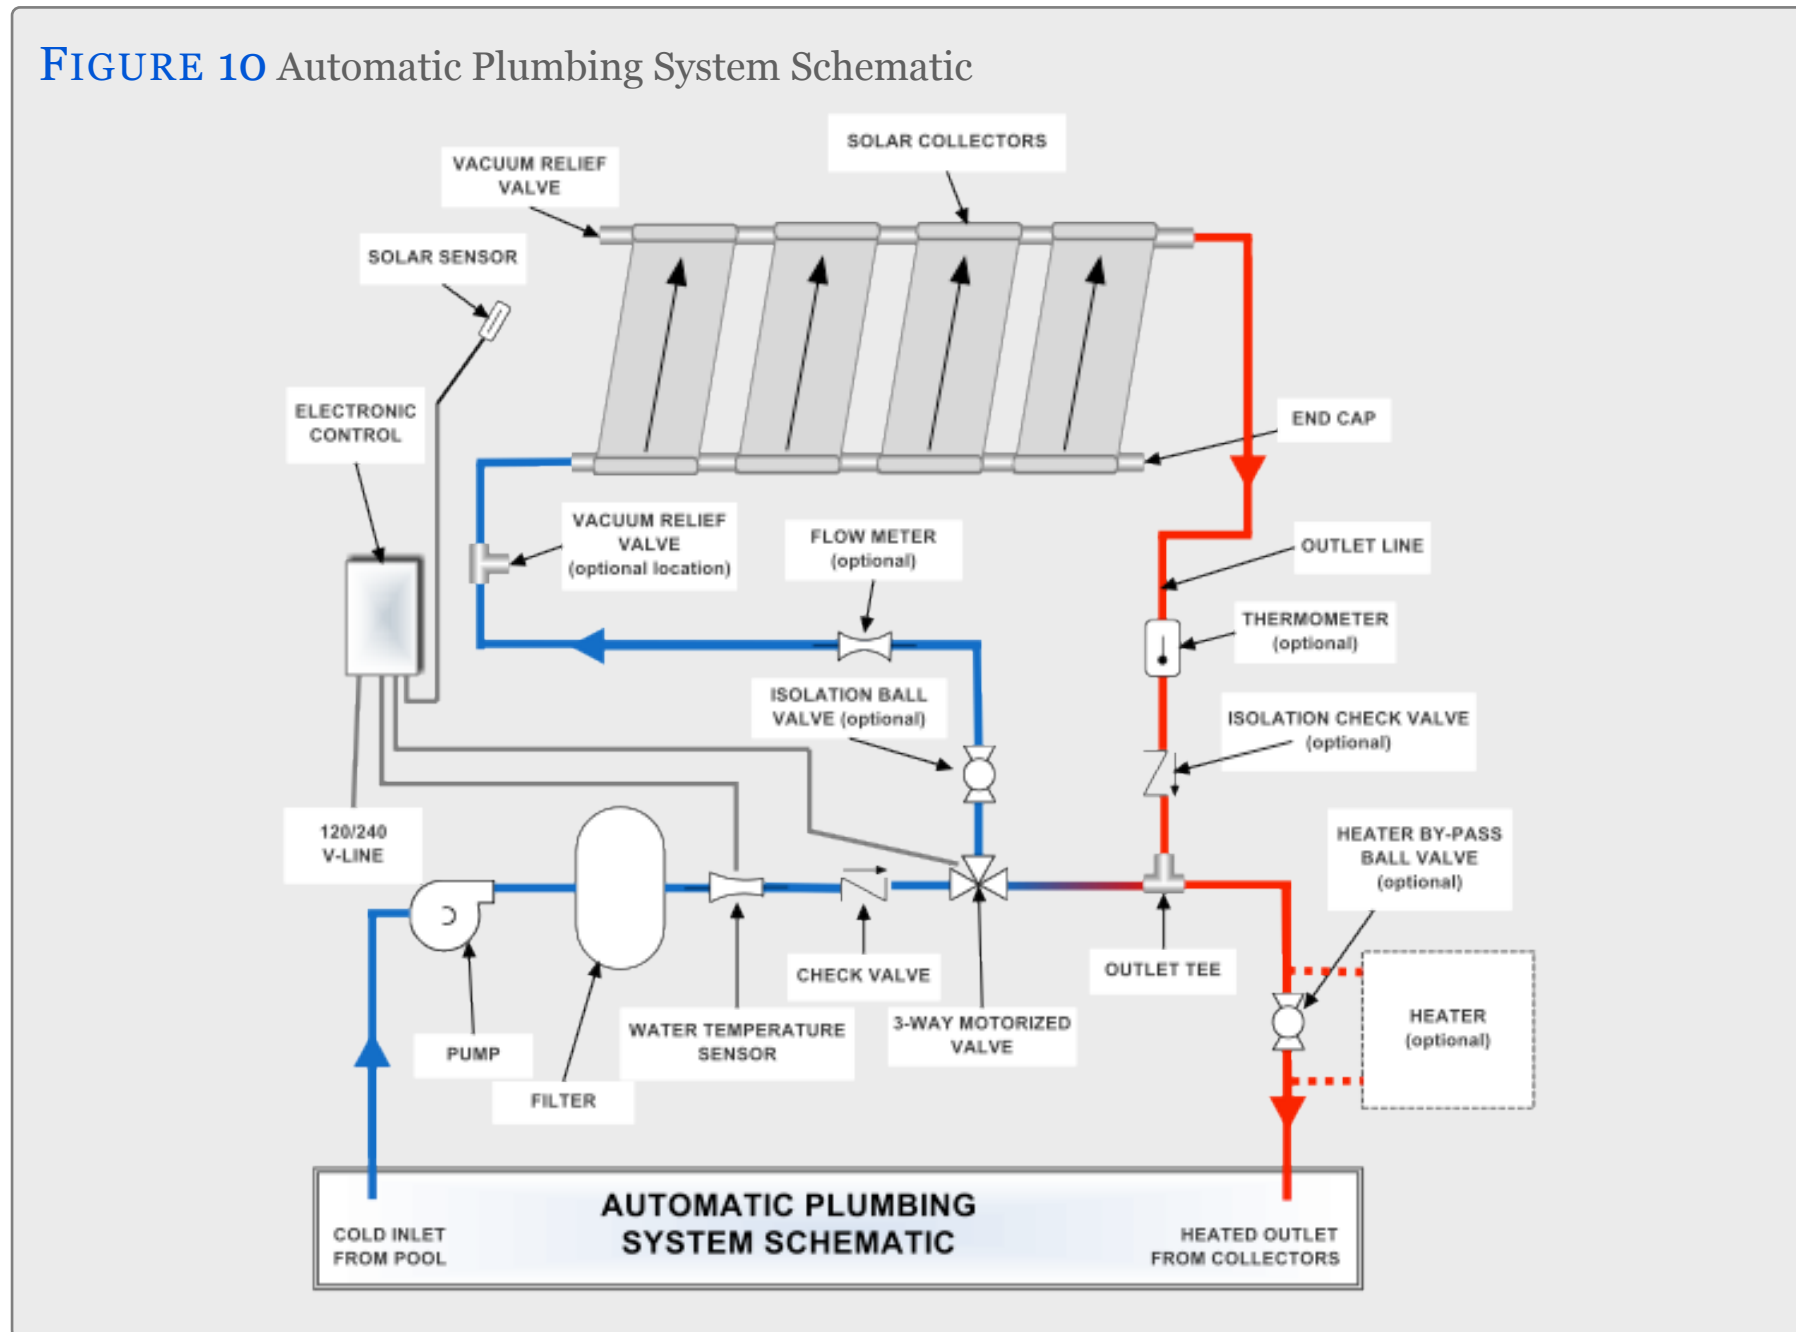 FIGURE 10 Automatic Plumbing System Schematic
SOLAR COLLECTORS
VACUUM RELIEF
VALVE
SOLAR SENSOR
ELECTRONIC
CONTROL
END CAP
VACUUM RELIEF
VALVE
(optional location)
FLOW METER
(optional)
OUTLET LINE
THERMOMETER
(optional)
ISOLATION BALL
VALVE (optional)
ISOLATION CHECK VALVE
(optional)
120/240
V-LINE
HEATER BY-PASS
BALL VALVE
(optional)
CHECK VALVE
OUTLET TEE
PUMP
FILTER
WATER TEMPERATURE
SENSOR
3-WAY MOTORIZED
VALVE
HEATER
(optional)
AUTOMATIC PLUMBING
SYSTEM SCHEMATIC
COLD INLET
FROM POOL
HEATED OUTLET
FROM COLLECTORS